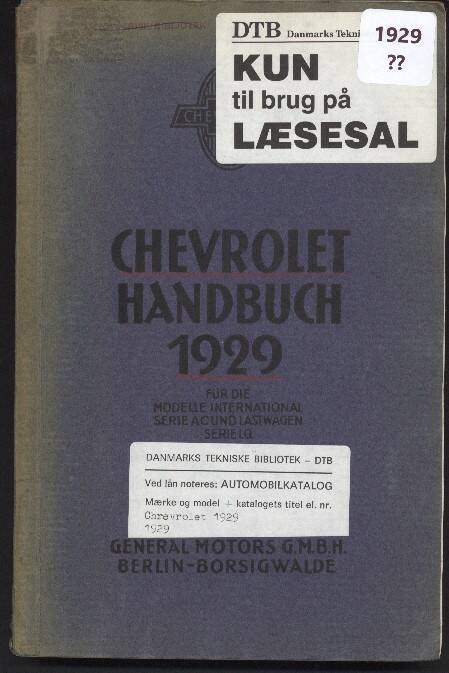 DTB Danmarks Tekni
1929
??
KUN
til brug på
LÆSESAL
CHE
CHEVROLET
HANDBUCH
1929
FÜR DIE
MODELLE INTERNATIONAL
SERIE AC UND LASTWAGEN
SERIE LQ
DANMARKS TEKNISKE BIBLIOTEK – DTB
Ved lån noteres: AUTOMOBILKATALOG
Mærke og model + katalogets titel el. nr.
Chrevrolet 1929
1929
GENERAL MOTORS G.M.B.H.
BERLIN-BORSIGWALDE